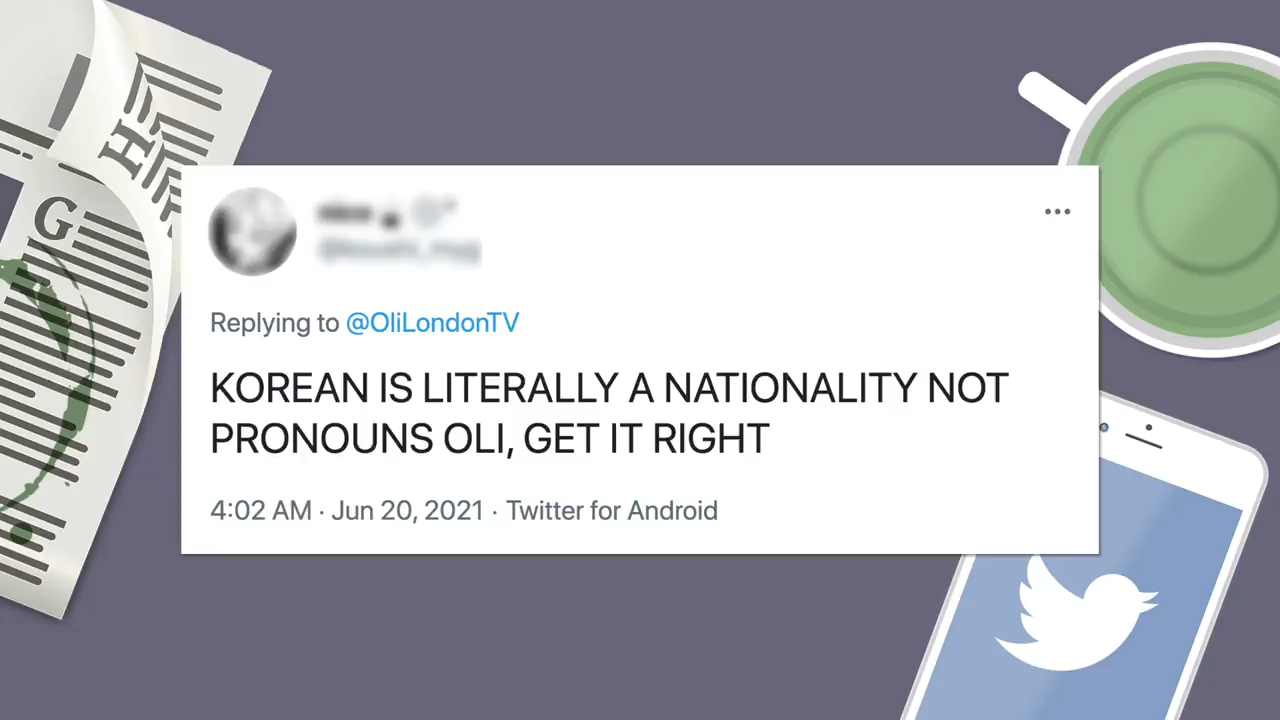 H
G
Replying to @OliLondonTV
KOREAN IS LITERALLY A NATIONALITY NOT
PRONOUNS OLI, GET IT RIGHT
4:02 AM · Jun 20, 2021 · Twitter for Android